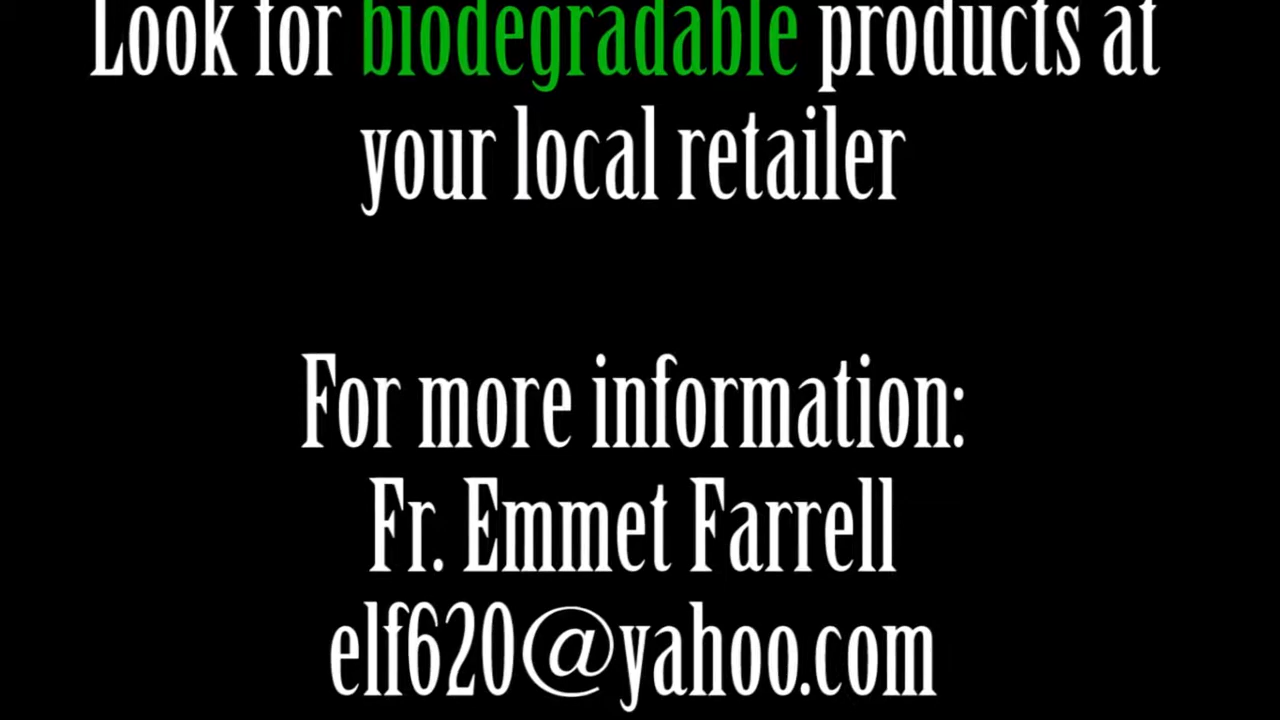 Look for biodegradable products at
your local retailer
For more information:
Fr. Emmet Farrell
elf620@yahoo.com